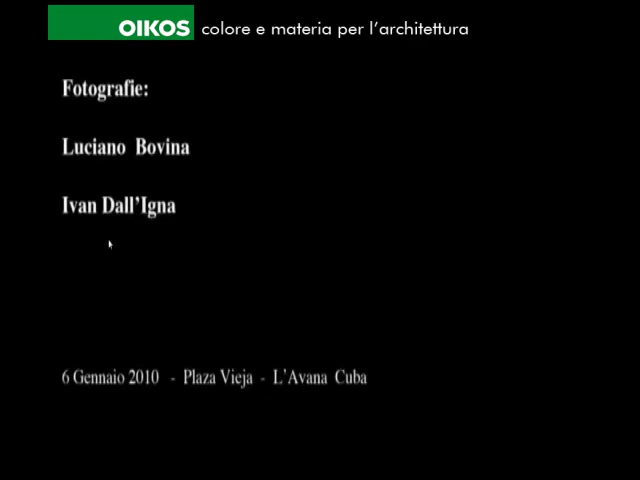 OIKOS colore e materia per l'architettura
Fotografie:
Luciano Bovina
Ivan Dall'Igna
6 Gennaio 2010 - Plaza Vieja - L'Avana Cuba